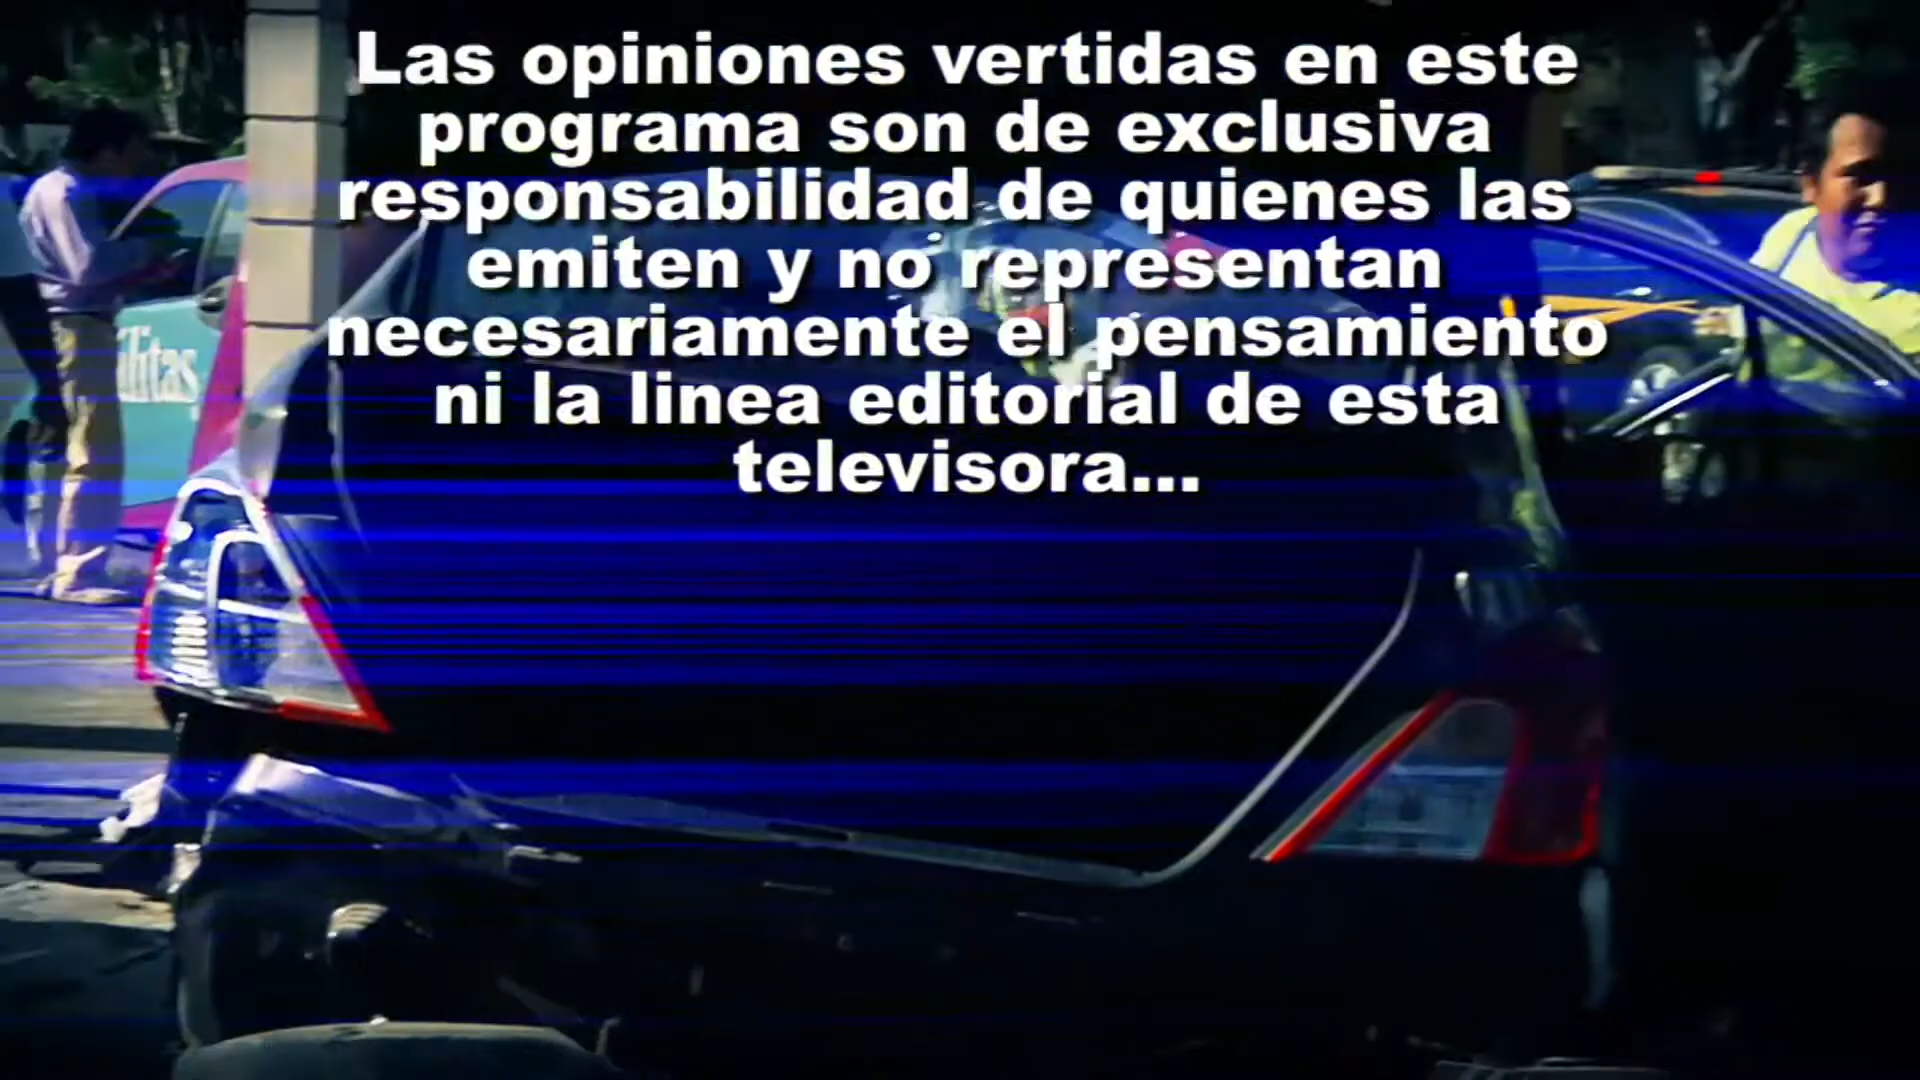 Las opiniones vertidas en este
programa son de exclusiva
responsabilidad de quienes las
emiten y no representan
necesariamente el pensamiento
ni la linea editorial de esta
televisora...